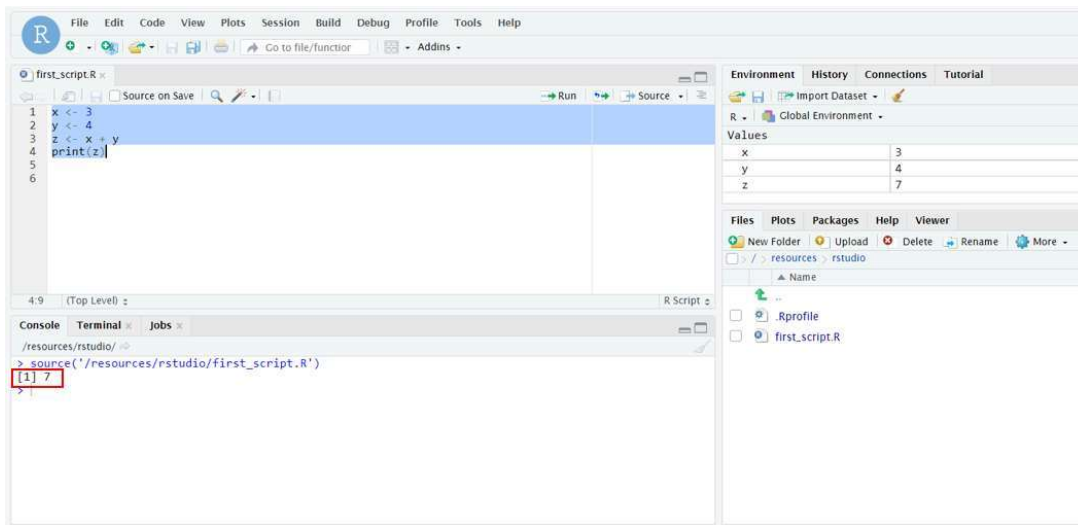 R
File Edit Code View Plots Session Build Debug Profile Tools Help
Go to file/function Addins
first_script.R
Source on Save Run Source
1 x <- 3
2 y <- 4
3 z <- x + y
4 print(z)
5
6
4:9 (Top Level) R Script
Console Terminal Jobs
/resources/rstudio/
> source('/resources/rstudio/first_script.R')
[1] 7
>
Environment History Connections Tutorial
Import Dataset
R Global Environment
Values
x 3
y 4
z 7
Files Plots Packages Help Viewer
New Folder Upload Delete Rename More
/ resources rstudio
Name
..
.Rprofile
first_script.R